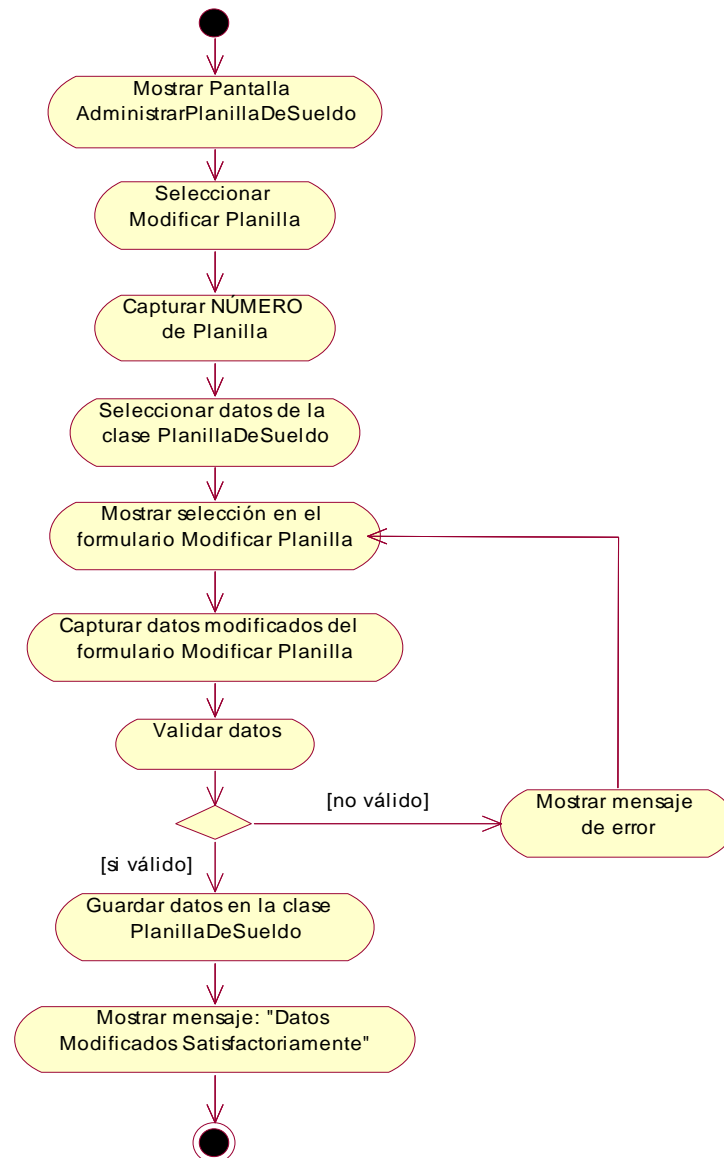 Mostrar Pantalla
AdministrarPlanillaDeSueldo
Seleccionar
Modificar Planilla
Capturar NÚMERO
de Planilla
Seleccionar datos de la
clase PlanillaDeSueldo
Mostrar selección en el
formulario Modificar Planilla
Capturar datos modificados del
formulario Modificar Planilla
Validar datos
[no válido]
Mostrar mensaje
de error
[si válido]
Guardar datos en la clase
PlanillaDeSueldo
Mostrar mensaje: "Datos
Modificados Satisfactoriamente"